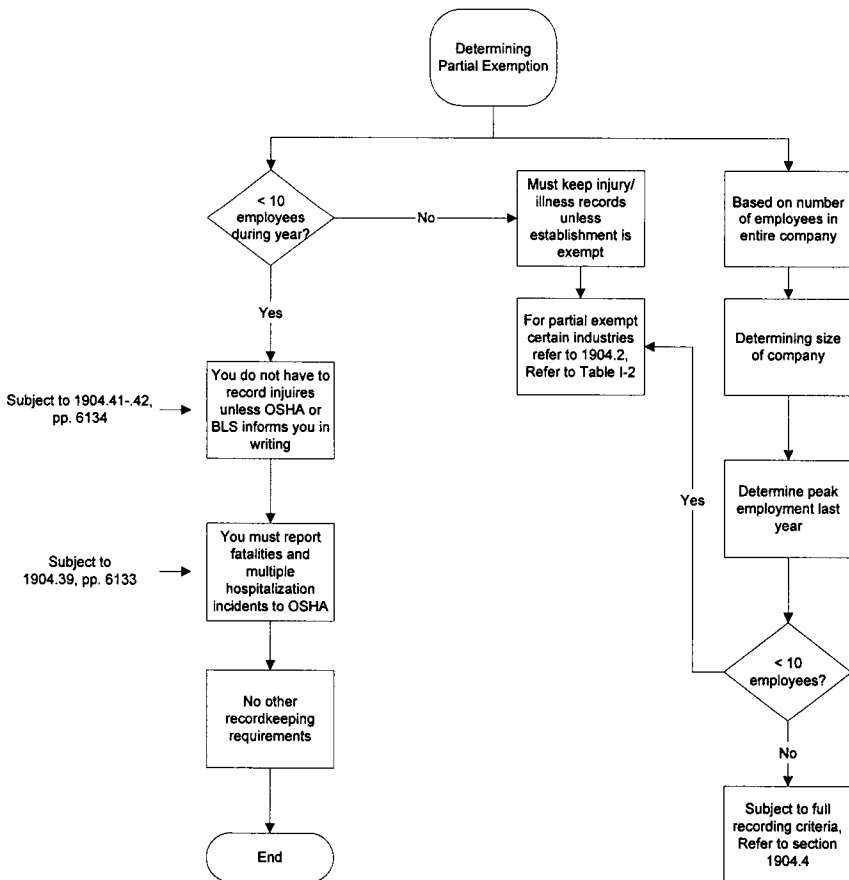 Determining
Partial Exemption
< 10
employees
during year?
No
Must keep injury/
illness records
unless
establishment is
exempt
Based on number
of employees in
entire company
Yes
For partial exempt
certain industries
refer to 1904.2,
Refer to Table I-2
Determining size
of company
Subject to 1904.41-.42,
pp. 6134
You do not have to
record injuires
unless OSHA or
BLS informs you in
writing
Yes
Determine peak
employment last
year
Subject to
1904.39, pp. 6133
You must report
fatalities and
multiple
hospitalization
incidents to OSHA
< 10
employees?
No other
recordkeeping
requirements
No
End
Subject to full
recording criteria,
Refer to section
1904.4